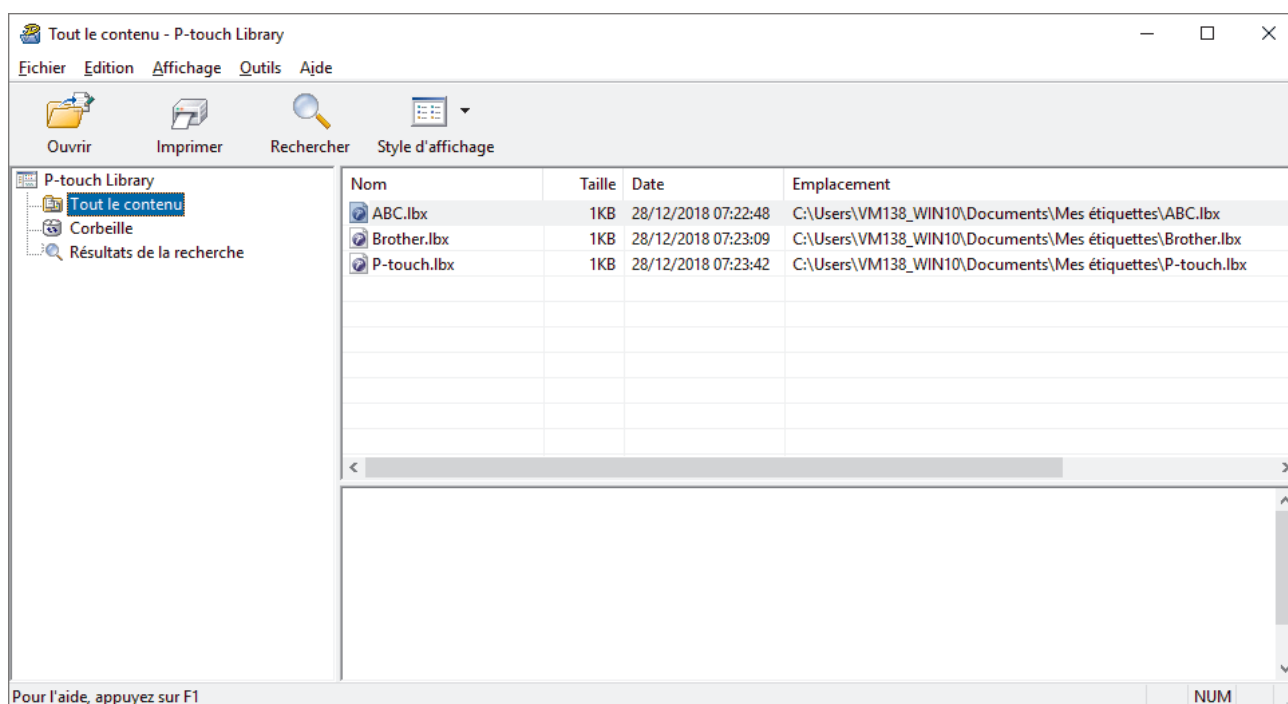 Tout le contenu - P-touch Library
Fichier Edition Affichage Outils Aide
Ouvrir Imprimer Rechercher Style d'affichage
P-touch Library
Tout le contenu
Corbeille
Résultats de la recherche
Nom Taille Date Emplacement
ABC.lbx 1KB 28/12/2018 07:22:48 C:\Users\VM138_WIN10\Documents\Mes étiquettes\ABC.lbx
Brother.lbx 1KB 28/12/2018 07:23:09 C:\Users\VM138_WIN10\Documents\Mes étiquettes\Brother.lbx
P-touch.lbx 1KB 28/12/2018 07:23:42 C:\Users\VM138_WIN10\Documents\Mes étiquettes\P-touch.lbx
Pour l'aide, appuyez sur F1 NUM